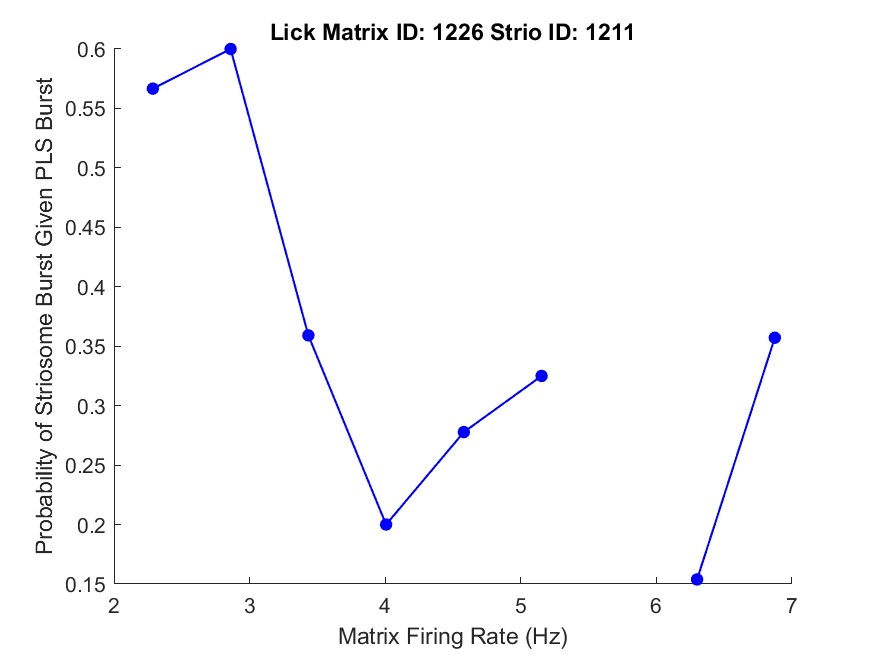 Lick Matrix ID: 1226 Strio ID: 1211
Probability of Striosome Burst Given PLS Burst
0.6
0.55
0.5
0.45
0.4
0.35
0.3
0.25
0.2
0.15
2 3 4 5 6 7
Matrix Firing Rate (Hz)